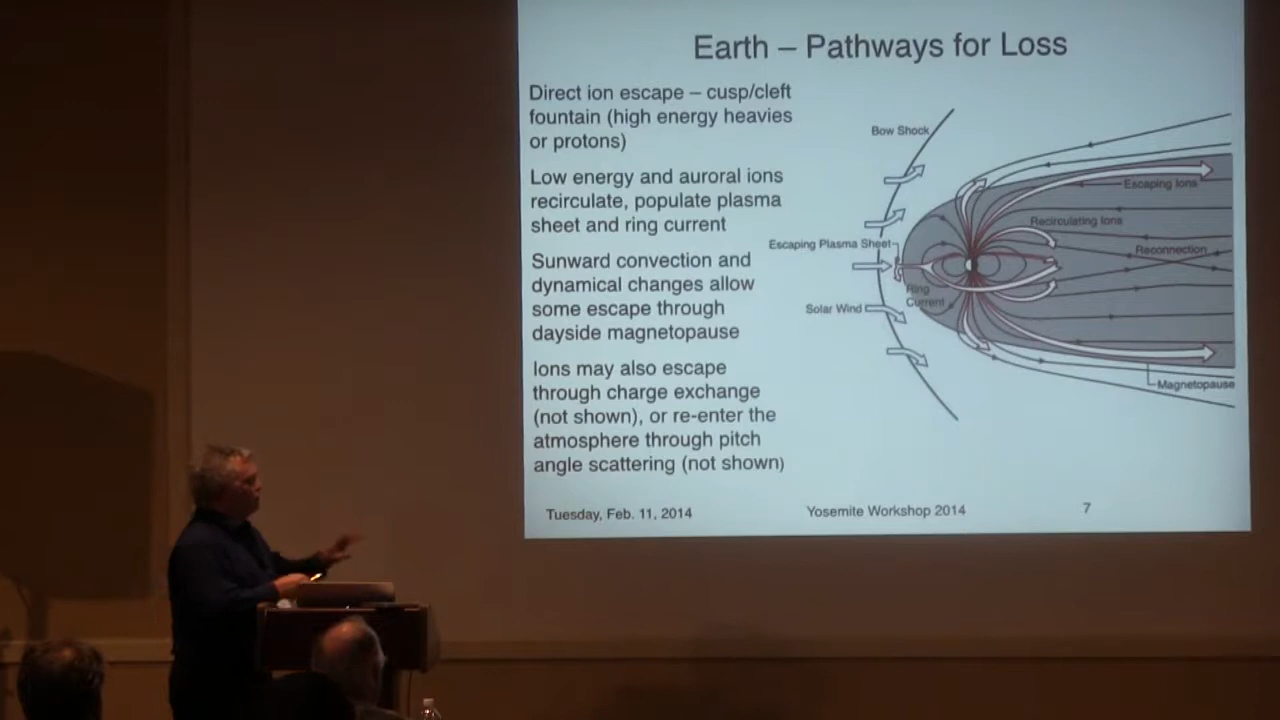 Earth – Pathways for Loss
Direct ion escape – cusp/cleft
fountain (high energy heavies
or protons)
Low energy and auroral ions
recirculate, populate plasma
sheet and ring current
Sunward convection and
dynamical changes allow
some escape through
dayside magnetopause
Ions may also escape
through charge exchange
(not shown), or re-enter the
atmosphere through pitch
angle scattering (not shown)
Bow Shock
Escaping Ions
Recirculating Ions
Escaping Plasma Sheet
Reconnection
Ring
Current
Solar Wind
Magnetopause
Tuesday, Feb. 11, 2014
Yosemite Workshop 2014
7